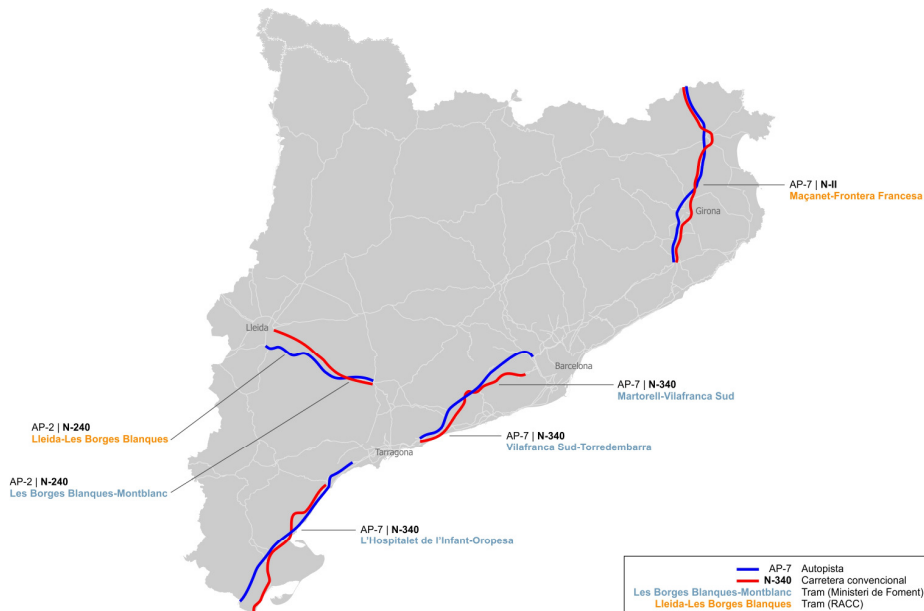 AP-7 | N-II
Maçanet-Frontera Francesa
Girona
Lleida
Barcelona
AP-7 | N-340
Martorell-Vilafranca Sud
AP-2 | N-240
Lleida-Les Borges Blanques
AP-7 | N-340
Vilafranca Sud-Torredembarra
Tarragona
AP-2 | N-240
Les Borges Blanques-Montblanc
AP-7 | N-340
L'Hospitalet de l'Infant-Oropesa
AP-7 Autopista
N-340 Carretera convencional
Les Borges Blanques-Montblanc Tram (Ministeri de Foment)
Lleida-Les Borges Blanques Tram (RACC)